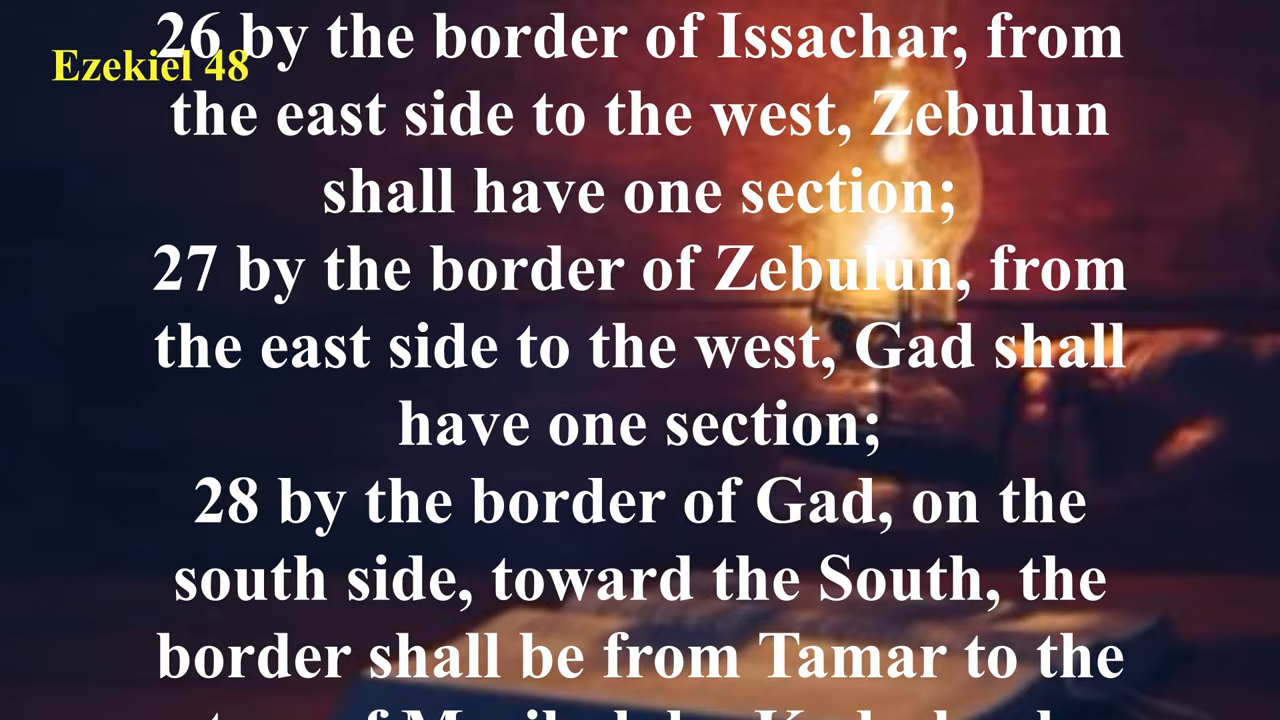 Ezekiel 48
26 by the border of Issachar, from
the east side to the west, Zebulun
shall have one section;
27 by the border of Zebulun, from
the east side to the west, Gad shall
have one section;
28 by the border of Gad, on the
south side, toward the South, the
border shall be from Tamar to the